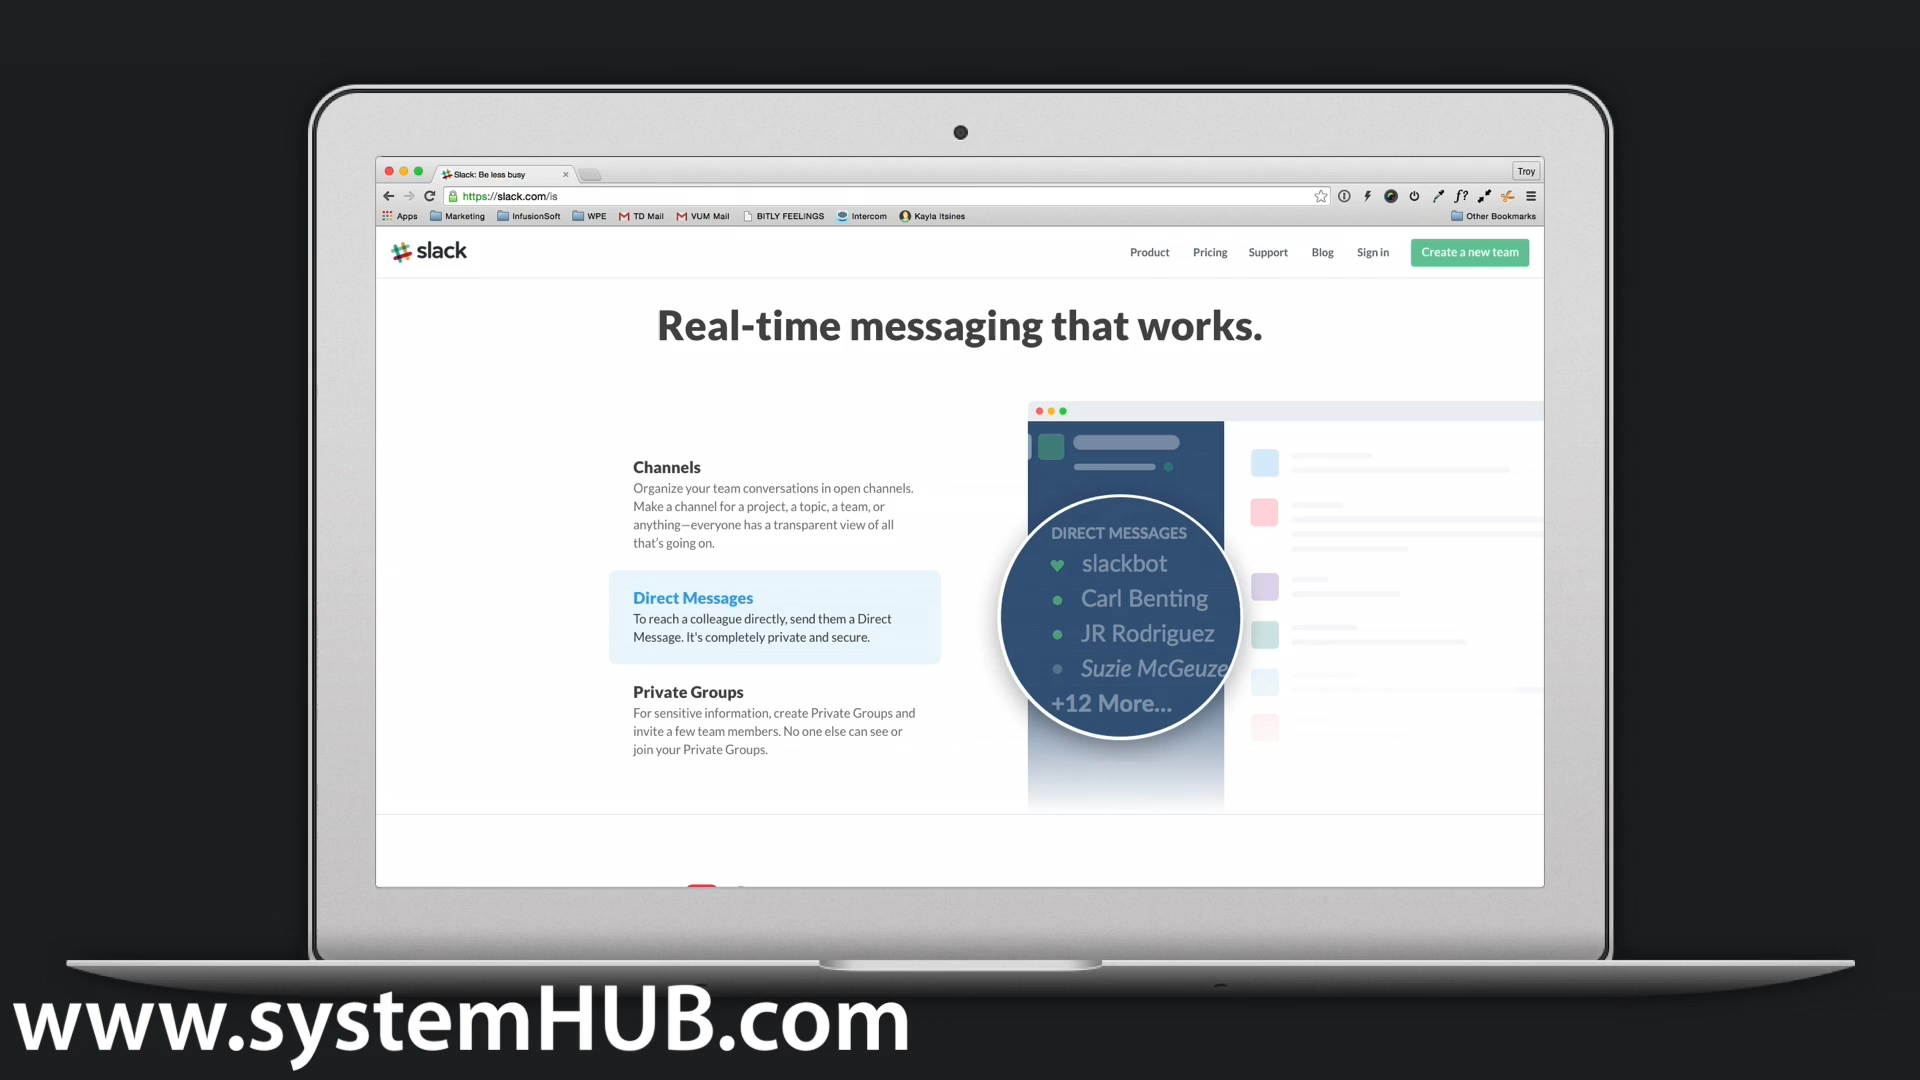 Slack: Be less busy
Troy
https://slack.com/is
Apps Marketing InfusionSoft WPE TD Mail VUM Mail BITLY FEELINGS Intercom Kayla Itsines Other Bookmarks
slack
Product Pricing Support Blog Sign in Create a new team
Real-time messaging that works.
Channels
Organize your team conversations in open channels.
Make a channel for a project, a topic, a team, or
anything—everyone has a transparent view of all
that's going on.
Direct Messages
To reach a colleague directly, send them a Direct
Message. It's completely private and secure.
Private Groups
For sensitive information, create Private Groups and
invite a few team members. No one else can see or
join your Private Groups.
DIRECT MESSAGES
slackbot
Carl Benting
JR Rodriguez
Suzie McGeuze
+12 More...
www.systemHUB.com